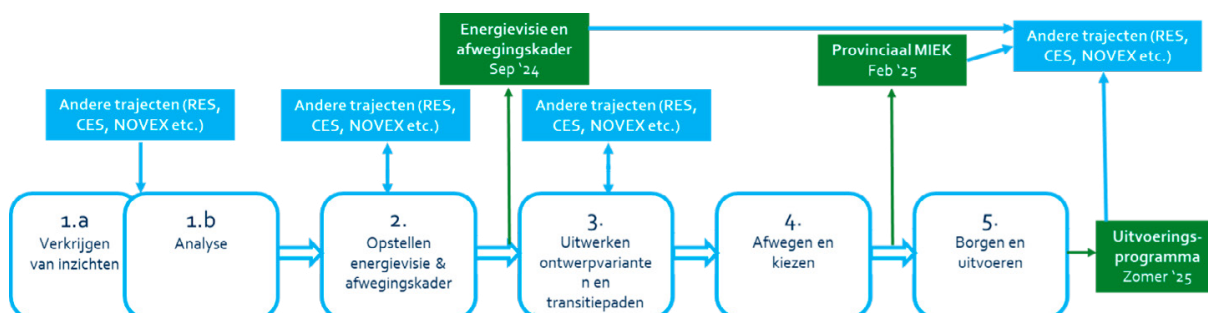 Energievisie en
afwegingskader
Sep ‘24
Provinciaal MIEK
Feb ‘25
Andere trajecten (RES,
CES, NOVEX etc.)
Andere trajecten (RES,
CES, NOVEX etc.)
Andere trajecten (RES,
CES, NOVEX etc.)
Andere trajecten (RES,
CES, NOVEX etc.)
1.a
Verkrijgen
van inzichten
1.b
Analyse
2.
Opstellen
energievisie &
afwegingskader
3.
Uitwerken
ontwerpvariante
n en
transitiepaden
4.
Afwegen en
kiezen
5.
Borgen en
uitvoeren
Uitvoerings-
programma
Zomer ‘25